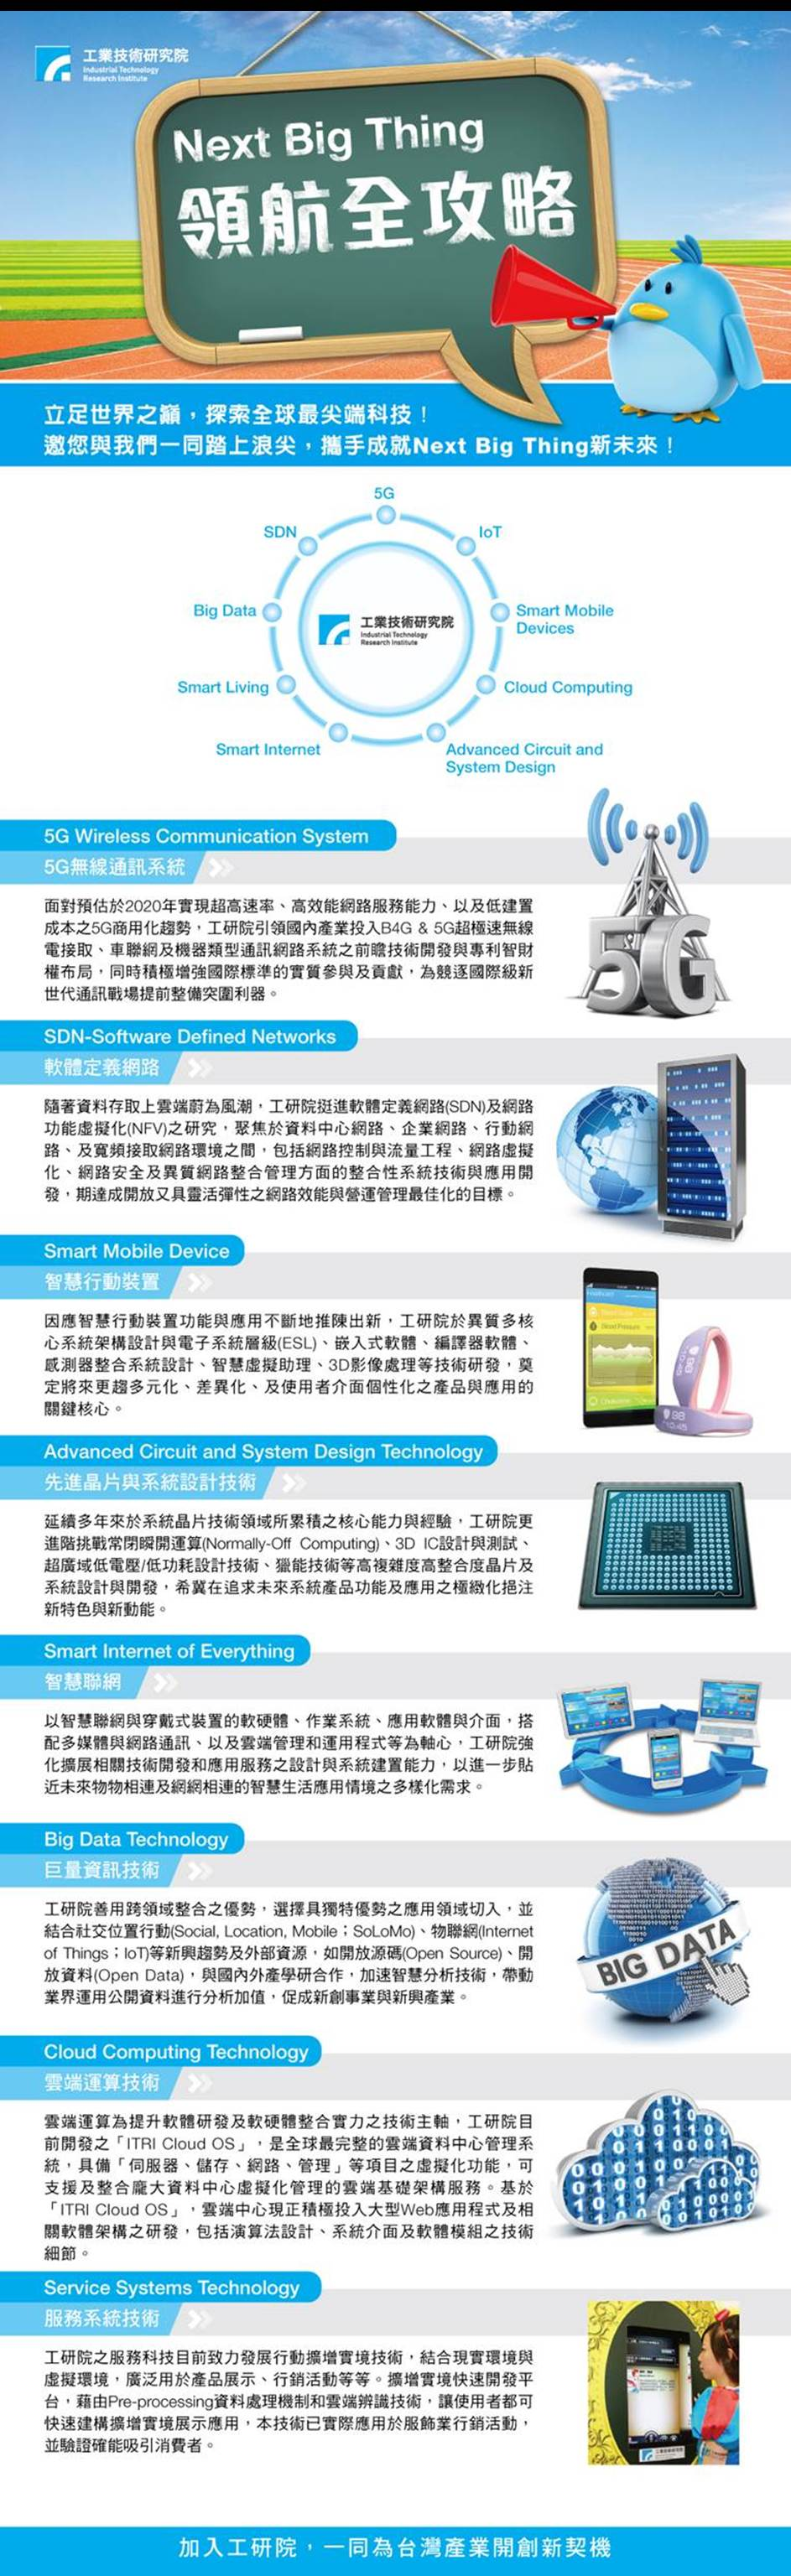 工業技術研究院
Industrial Technology
Research Institute
Next Big Thing
領航全攻略
立足世界之巔，探索全球最尖端科技！
邀您與我們一同踏上浪尖，攜手成就Next Big Thing新未來！
5G
SDN
IoT
Big Data
Smart Mobile
Devices
工業技術研究院
Industrial Technology
Research Institute
Smart Living
Cloud Computing
Smart Internet
Advanced Circuit and
System Design
5G Wireless Communication System
5G無線通訊系統
面對預估於2020年實現超高速率、高效能網路服務能力、以及低建置
成本之5G商用化趨勢，工研院引領國內產業投入B4G & 5G超極速無線
電接取、車聯網及機器類型通訊網路系統之前瞻技術開發與專利智財
權布局，同時積極增強國際標準的實質參與及貢獻，為競逐國際級新
世代通訊戰場提前整備突圍利器。
5G
SDN-Software Defined Networks
軟體定義網路
隨著資料存取上雲端蔚為風潮，工研院挺進軟體定義網路(SDN)及網路
功能虛擬化(NFV)之研究，聚焦於資料中心網路、企業網路、行動網
路、及寬頻接取網路環境之間，包括網路控制與流量工程、網路虛擬
化、網路安全及異質網路整合管理方面的整合性系統技術與應用開
發，期達成開放又具靈活彈性之網路效能與營運管理最佳化的目標。
Smart Mobile Device
智慧行動裝置
因應智慧行動裝置功能與應用不斷地推陳出新，工研院於異質多核
心系統架構設計與電子系統層級(ESL)、嵌入式軟體、編譯器軟體、
感測器整合系統設計、智慧虛擬助理、3D影像處理等技術研發，奠
定將來更趨多元化、差異化、及使用者介面個性化之產品與應用的
關鍵核心。
Blood Pressure
Advanced Circuit and System Design Technology
先進晶片與系統設計技術
延續多年來於系統晶片技術領域所累積之核心能力與經驗，工研院更
進階挑戰常閉瞬開運算(Normally-Off Computing)、3D IC設計與測試、
超廣域低電壓/低功耗設計技術、獵能技術等高複雜度高整合度晶片及
系統設計與開發，希冀在追求未來系統產品功能及應用之極緻化挹注
新特色與新動能。
Smart Internet of Everything
智慧聯網
以智慧聯網與穿戴式裝置的軟硬體、作業系統、應用軟體與介面，搭
配多媒體與網路通訊、以及雲端管理和運用程式等為軸心，工研院強
化擴展相關技術開發和應用服務之設計與系統建置能力，以進一步貼
近未來物物相連及網網相連的智慧生活應用情境之多樣化需求。
Big Data Technology
巨量資訊技術
工研院善用跨領域整合之優勢，選擇具獨特優勢之應用領域切入，並
結合社交位置行動(Social, Location, Mobile；SoLoMo)、物聯網(Internet
of Things；IoT)等新興趨勢及外部資源，如開放源碼(Open Source)、開
放資料(Open Data)，與國內外產學研合作，加速智慧分析技術，帶動
業界運用公開資料進行分析加值，促成新創事業與新興產業。
BIG DATA
Cloud Computing Technology
雲端運算技術
雲端運算為提升軟體研發及軟硬體整合實力之技術主軸，工研院目
前開發之「ITRI Cloud OS」，是全球最完整的雲端資料中心管理系
統，具備「伺服器、儲存、網路、管理」等項目之虛擬化功能，可
支援及整合龐大資料中心虛擬化管理的雲端基礎架構服務。基於
「ITRI Cloud OS」，雲端中心現正積極投入大型Web應用程式及相
關軟體架構之研發，包括演算法設計、系統介面及軟體模組之技術
細節。
Service Systems Technology
服務系統技術
工研院之服務科技目前致力發展行動擴增實境技術，結合現實環境與
虛擬環境，廣泛用於產品展示、行銷活動等等。擴增實境快速開發平
台，藉由Pre-processing資料處理機制和雲端辨識技術，讓使用者都可
快速建構擴增實境展示應用，本技術已實際應用於服飾業行銷活動，
並驗證確能吸引消費者。
加入工研院，一同為台灣產業開創新契機